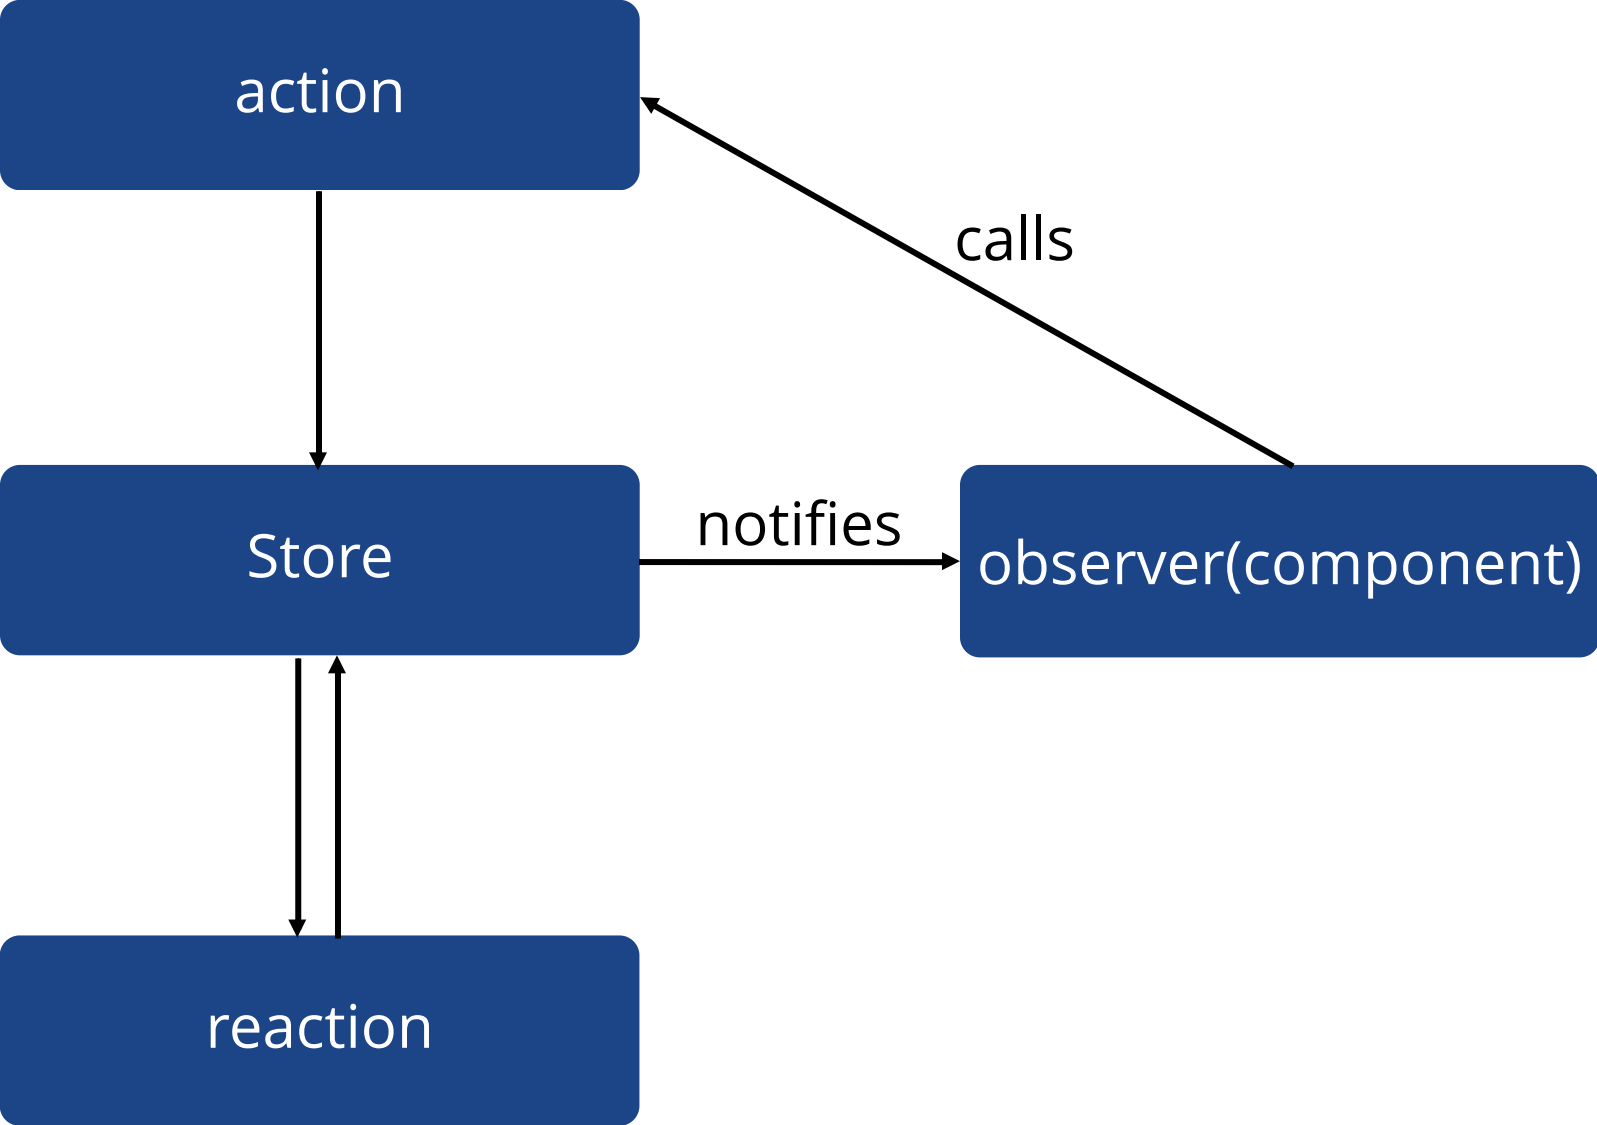 action
calls
notifies
Store
observer(component)
reaction